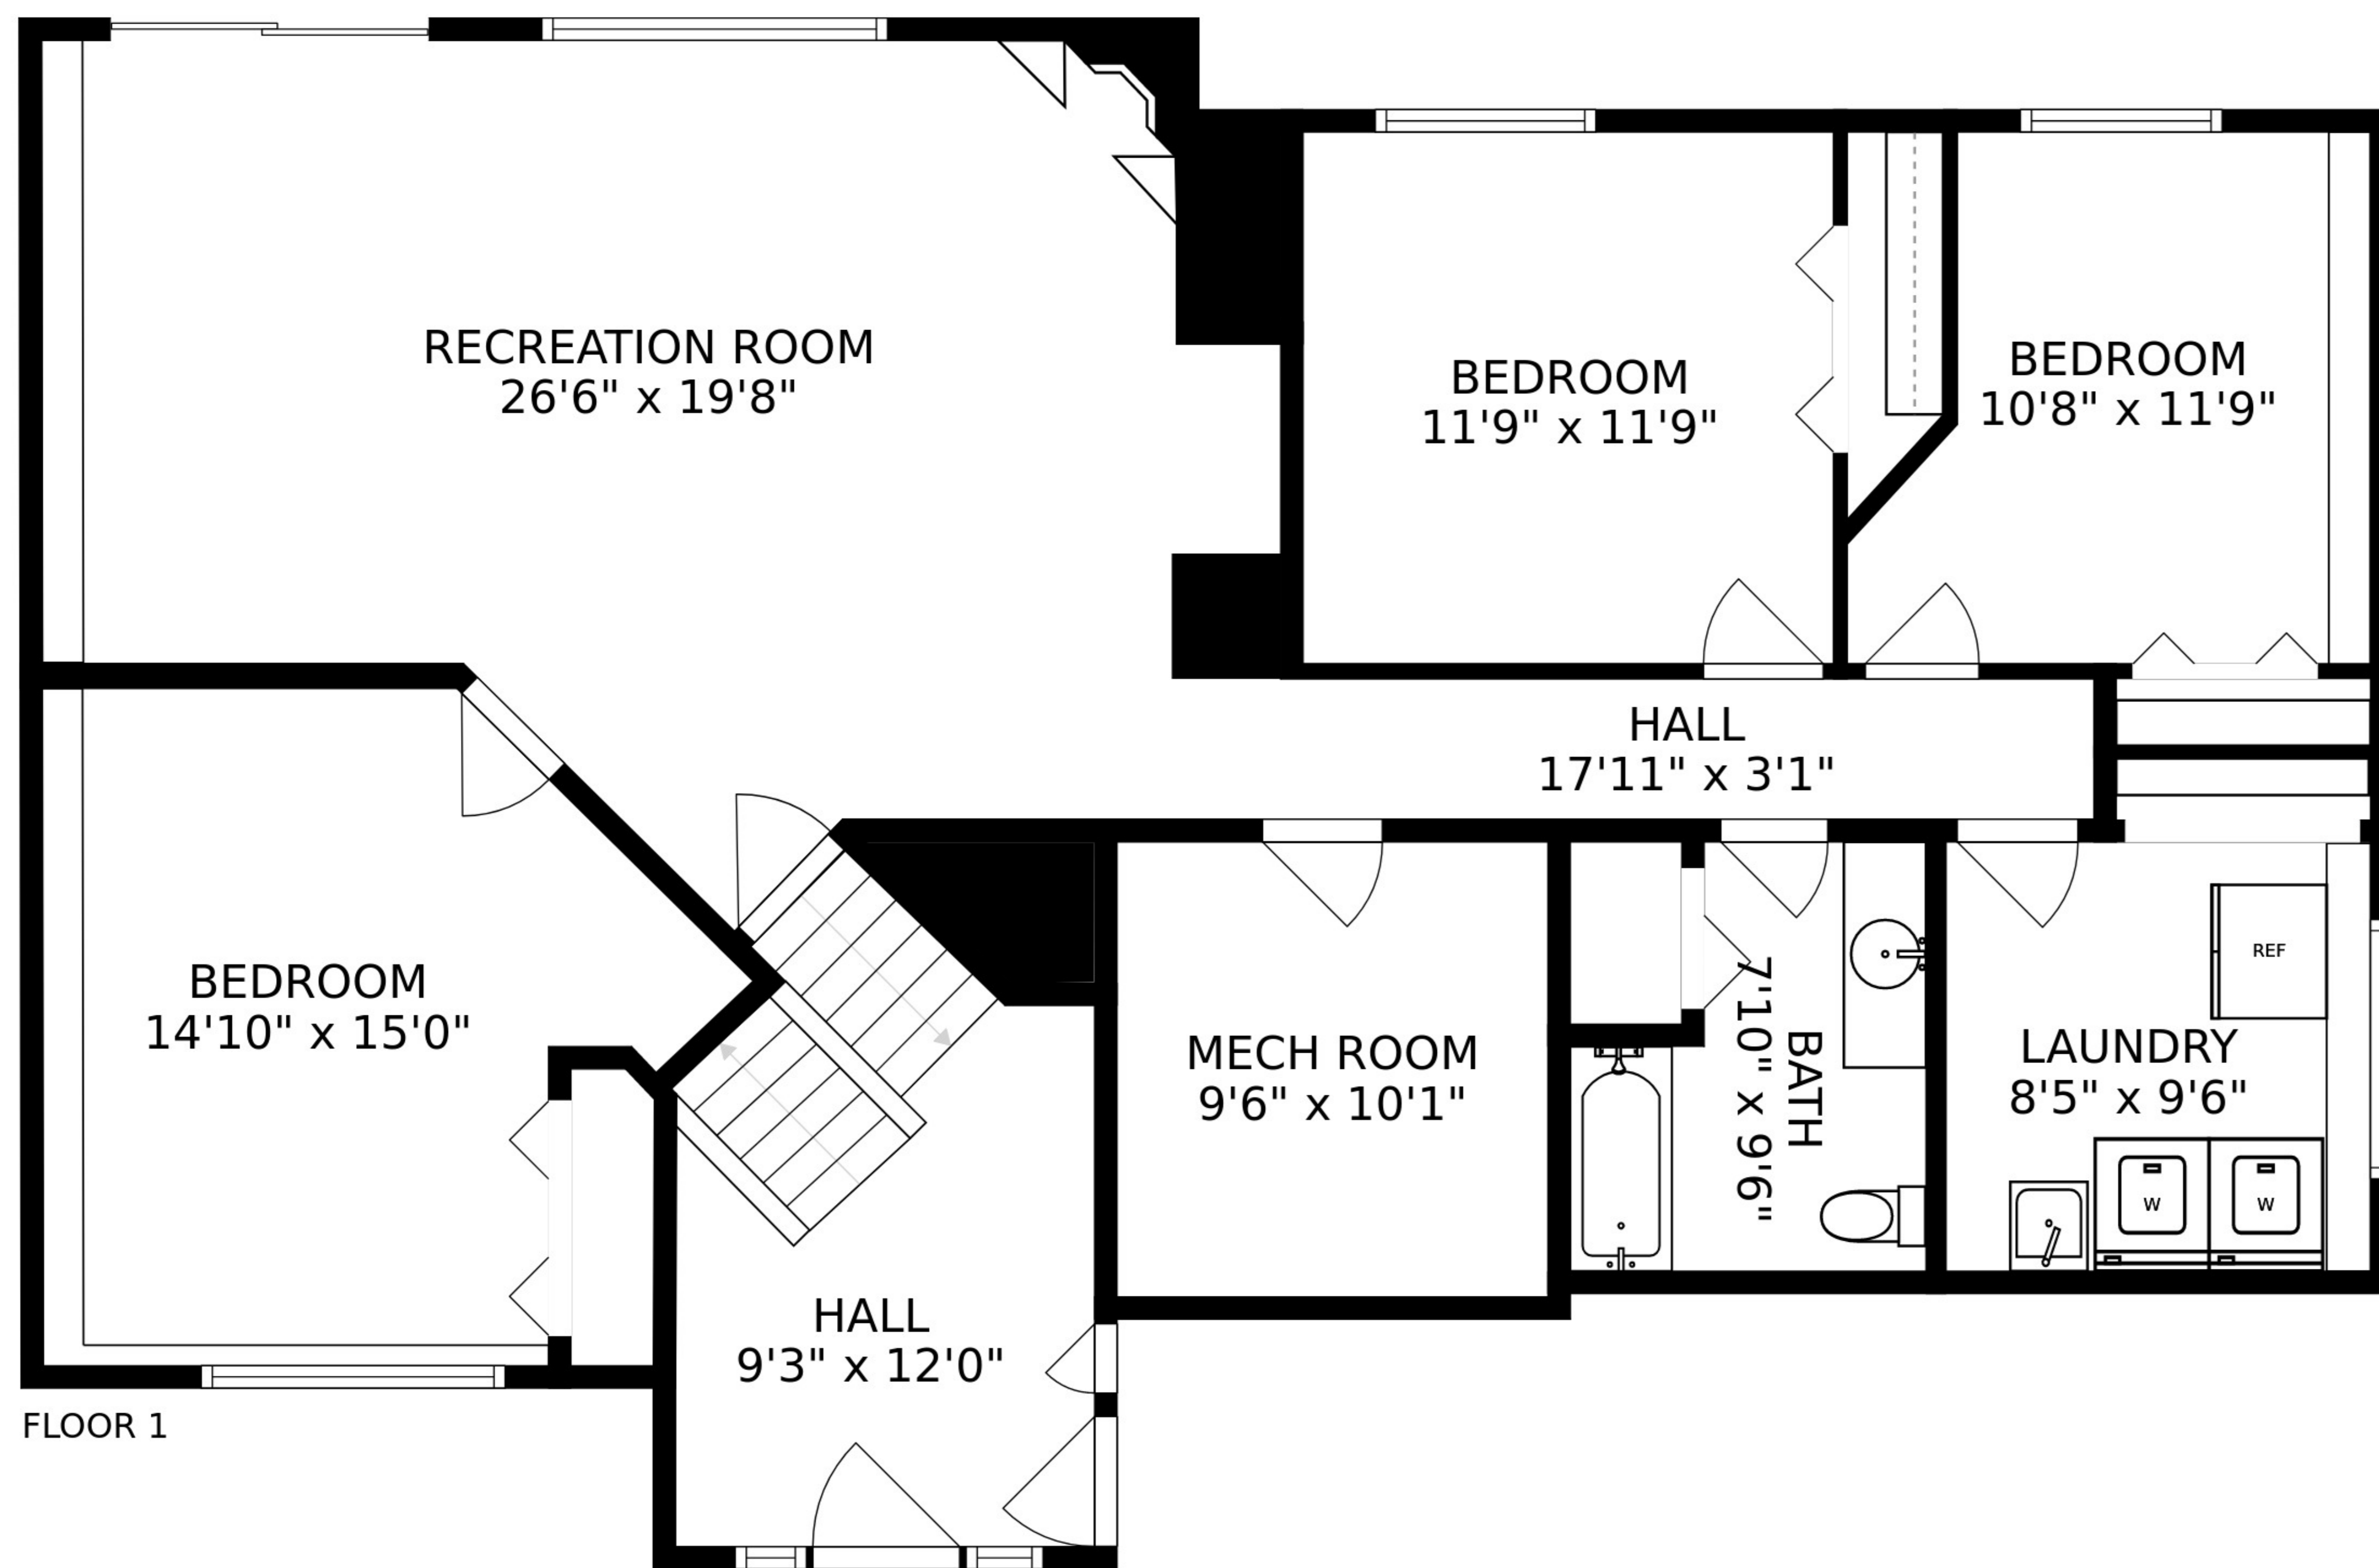 RECREATION ROOM
26'6" x 19'8"
BEDROOM
11'9" x 11'9"
BEDROOM
10'8" x 11'9"
HALL
17'11" x 3'1"
BEDROOM
14'10" x 15'0"
MECH ROOM
9'6" x 10'1"
BATH
7'10" x 9'6"
REF
LAUNDRY
8'5" x 9'6"
W
W
HALL
9'3" x 12'0"
FLOOR 1